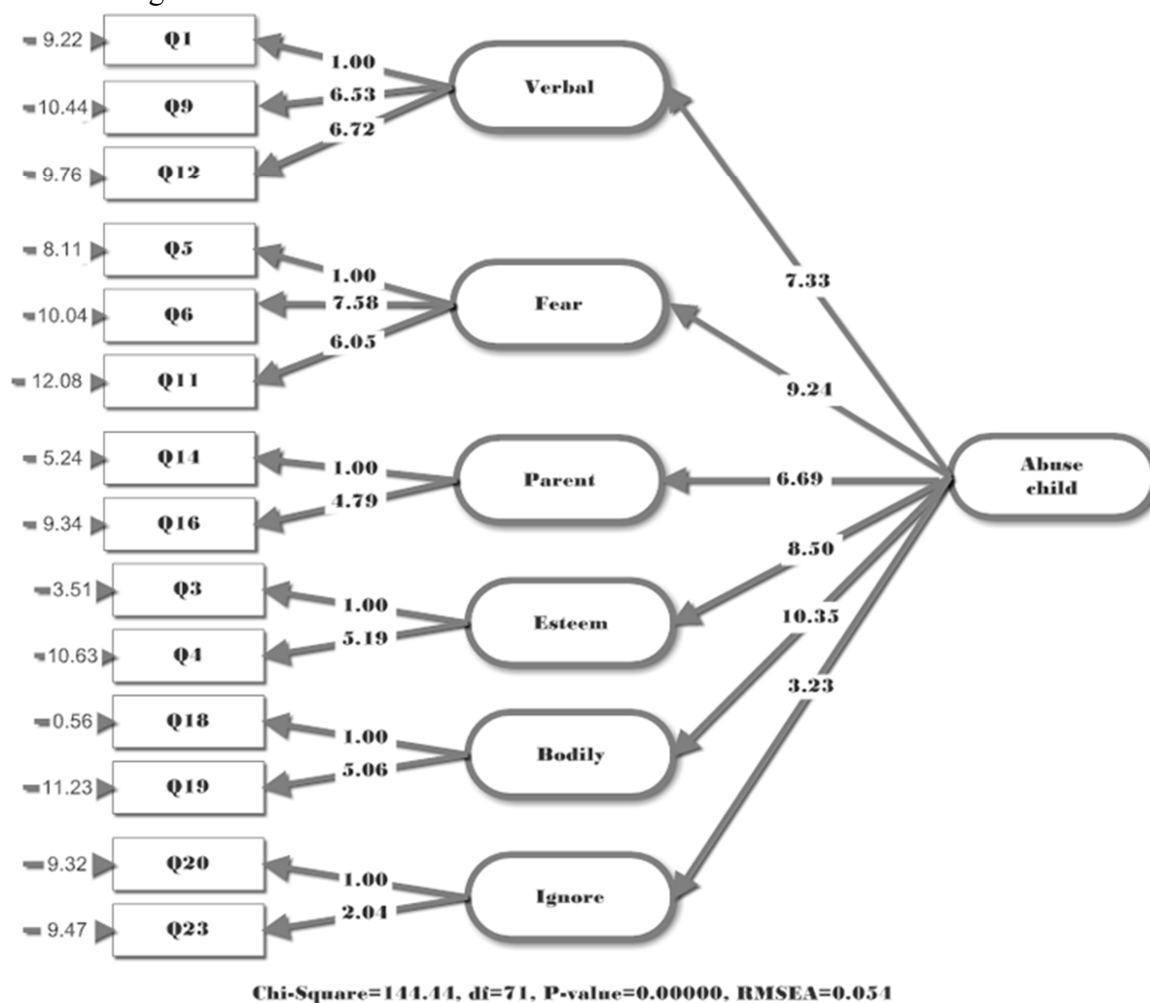 9.22 Q1
1.00
10.44 Q9
6.53
9.76 Q12
6.72
Verbal
8.11 Q5
1.00
10.04 Q6
7.58
12.08 Q11
6.05
Fear
5.24 Q14
1.00
9.34 Q16
4.79
Parent
3.51 Q3
1.00
10.63 Q4
5.19
Esteem
0.56 Q18
1.00
11.23 Q19
5.06
Bodily
9.32 Q20
1.00
9.47 Q23
2.04
Ignore
7.33
9.24
6.69
8.50
10.35
3.23
Abuse
child
Chi-Square=144.44, df=71, P-value=0.00000, RMSEA=0.054